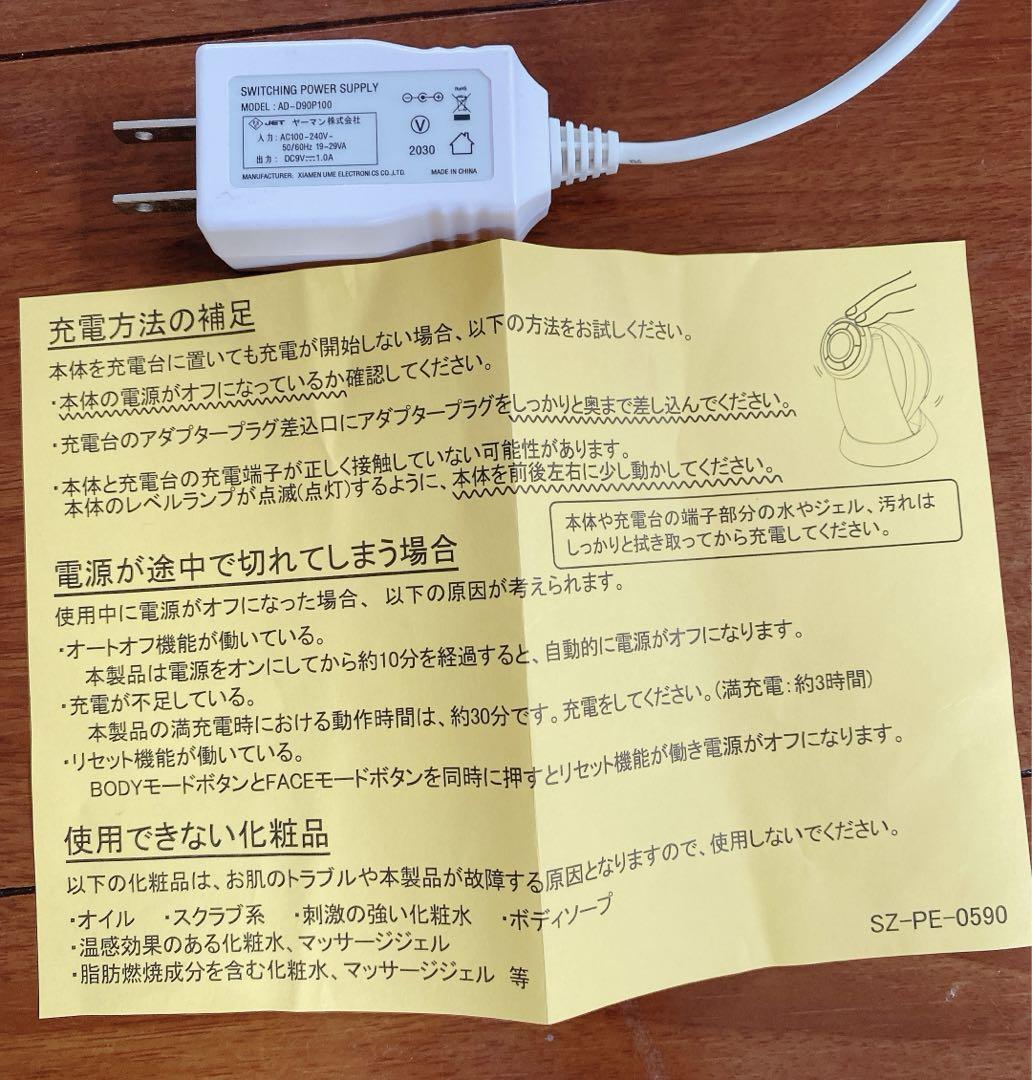 SWITCHING POWER SUPPLY
MODEL : AD-D90P100
JET ヤーマン株式会社
入力 : AC100-240V~
50/60Hz 19-29VA
出力 : DC9V⎓1.0A
MANUFACTURER: XIAMEN UME ELECTRONICS CO.,LTD.
RoHS
V
2030
MADE IN CHINA
充電方法の補足
本体を充電台に置いても充電が開始しない場合、以下の方法をお試しください。
・本体の電源がオフになっているか確認してください。
・充電台のアダプタープラグ差込口にアダプタープラグをしっかりと奥まで差し込んでください。
・本体と充電台の充電端子が正しく接触していない可能性があります。
本体のレベルランプが点滅(点灯)するように、本体を前後左右に少し動かしてください。
本体や充電台の端子部分の水やジェル、汚れは
しっかりと拭き取ってから充電してください。
電源が途中で切れてしまう場合
使用中に電源がオフになった場合、以下の原因が考えられます。
・オートオフ機能が働いている。
本製品は電源をオンにしてから約10分を経過すると、自動的に電源がオフになります。
・充電が不足している。
本製品の満充電時における動作時間は、約30分です。充電をしてください。(満充電：約3時間)
・リセット機能が働いている。
BODYモードボタンとFACEモードボタンを同時に押すとリセット機能が働き電源がオフになります。
使用できない化粧品
以下の化粧品は、お肌のトラブルや本製品が故障する原因となりますので、使用しないでください。
・オイル ・スクラブ系 ・刺激の強い化粧水 ・ボディソープ
・温感効果のある化粧水、マッサージジェル
・脂肪燃焼成分を含む化粧水、マッサージジェル 等
SZ-PE-0590